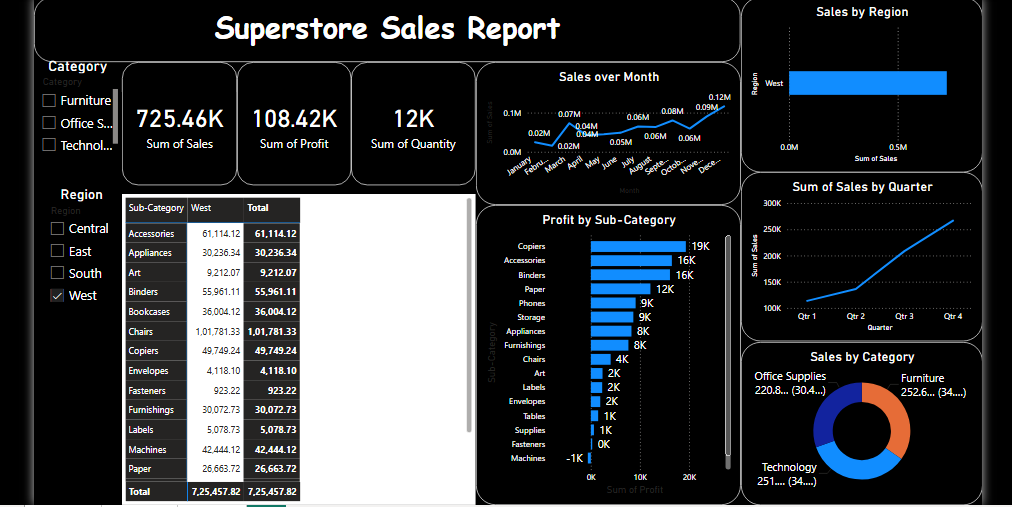 Superstore Sales Report
Category
Category
Furniture
Office S...
Technol...
Region
Region
Central
East
South
West
725.46K
Sum of Sales
108.42K
Sum of Profit
12K
Sum of Quantity
Sub-Category West Total
Accessories 61,114.12 61,114.12
Appliances 30,236.34 30,236.34
Art 9,212.07 9,212.07
Binders 55,961.11 55,961.11
Bookcases 36,004.12 36,004.12
Chairs 1,01,781.33 1,01,781.33
Copiers 49,749.24 49,749.24
Envelopes 4,118.10 4,118.10
Fasteners 923.22 923.22
Furnishings 30,072.73 30,072.73
Labels 5,078.73 5,078.73
Machines 42,444.12 42,444.12
Paper 26,663.72 26,663.72
Total 7,25,457.82 7,25,457.82
Sales over Month
Sum of Sales
0.1M
0.0M
0.02M
0.02M
0.07M
0.04M
0.04M
0.05M
0.06M
0.06M
0.08M
0.06M
0.09M
0.12M
January
Febru...
March
April
May
June
July
August
Septe...
Octob...
Nove...
Dece...
Month
Profit by Sub-Category
Sub-Category
Copiers 19K
Accessories 16K
Binders 16K
Paper 12K
Phones 9K
Storage 9K
Appliances 8K
Furnishings 8K
Chairs 4K
Art 2K
Labels 2K
Envelopes 2K
Tables 1K
Supplies 1K
Fasteners 0K
Machines -1K
0K 10K 20K
Sum of Profit
Sales by Region
Region
West
0.0M 0.5M
Sum of Sales
Sum of Sales by Quarter
Sum of Sales
300K
250K
200K
150K
100K
Qtr 1 Qtr 2 Qtr 3 Qtr 4
Quarter
Sales by Category
Office Supplies
220.8... (30.4...)
Furniture
252.6... (34....)
Technology
251.... (34....)